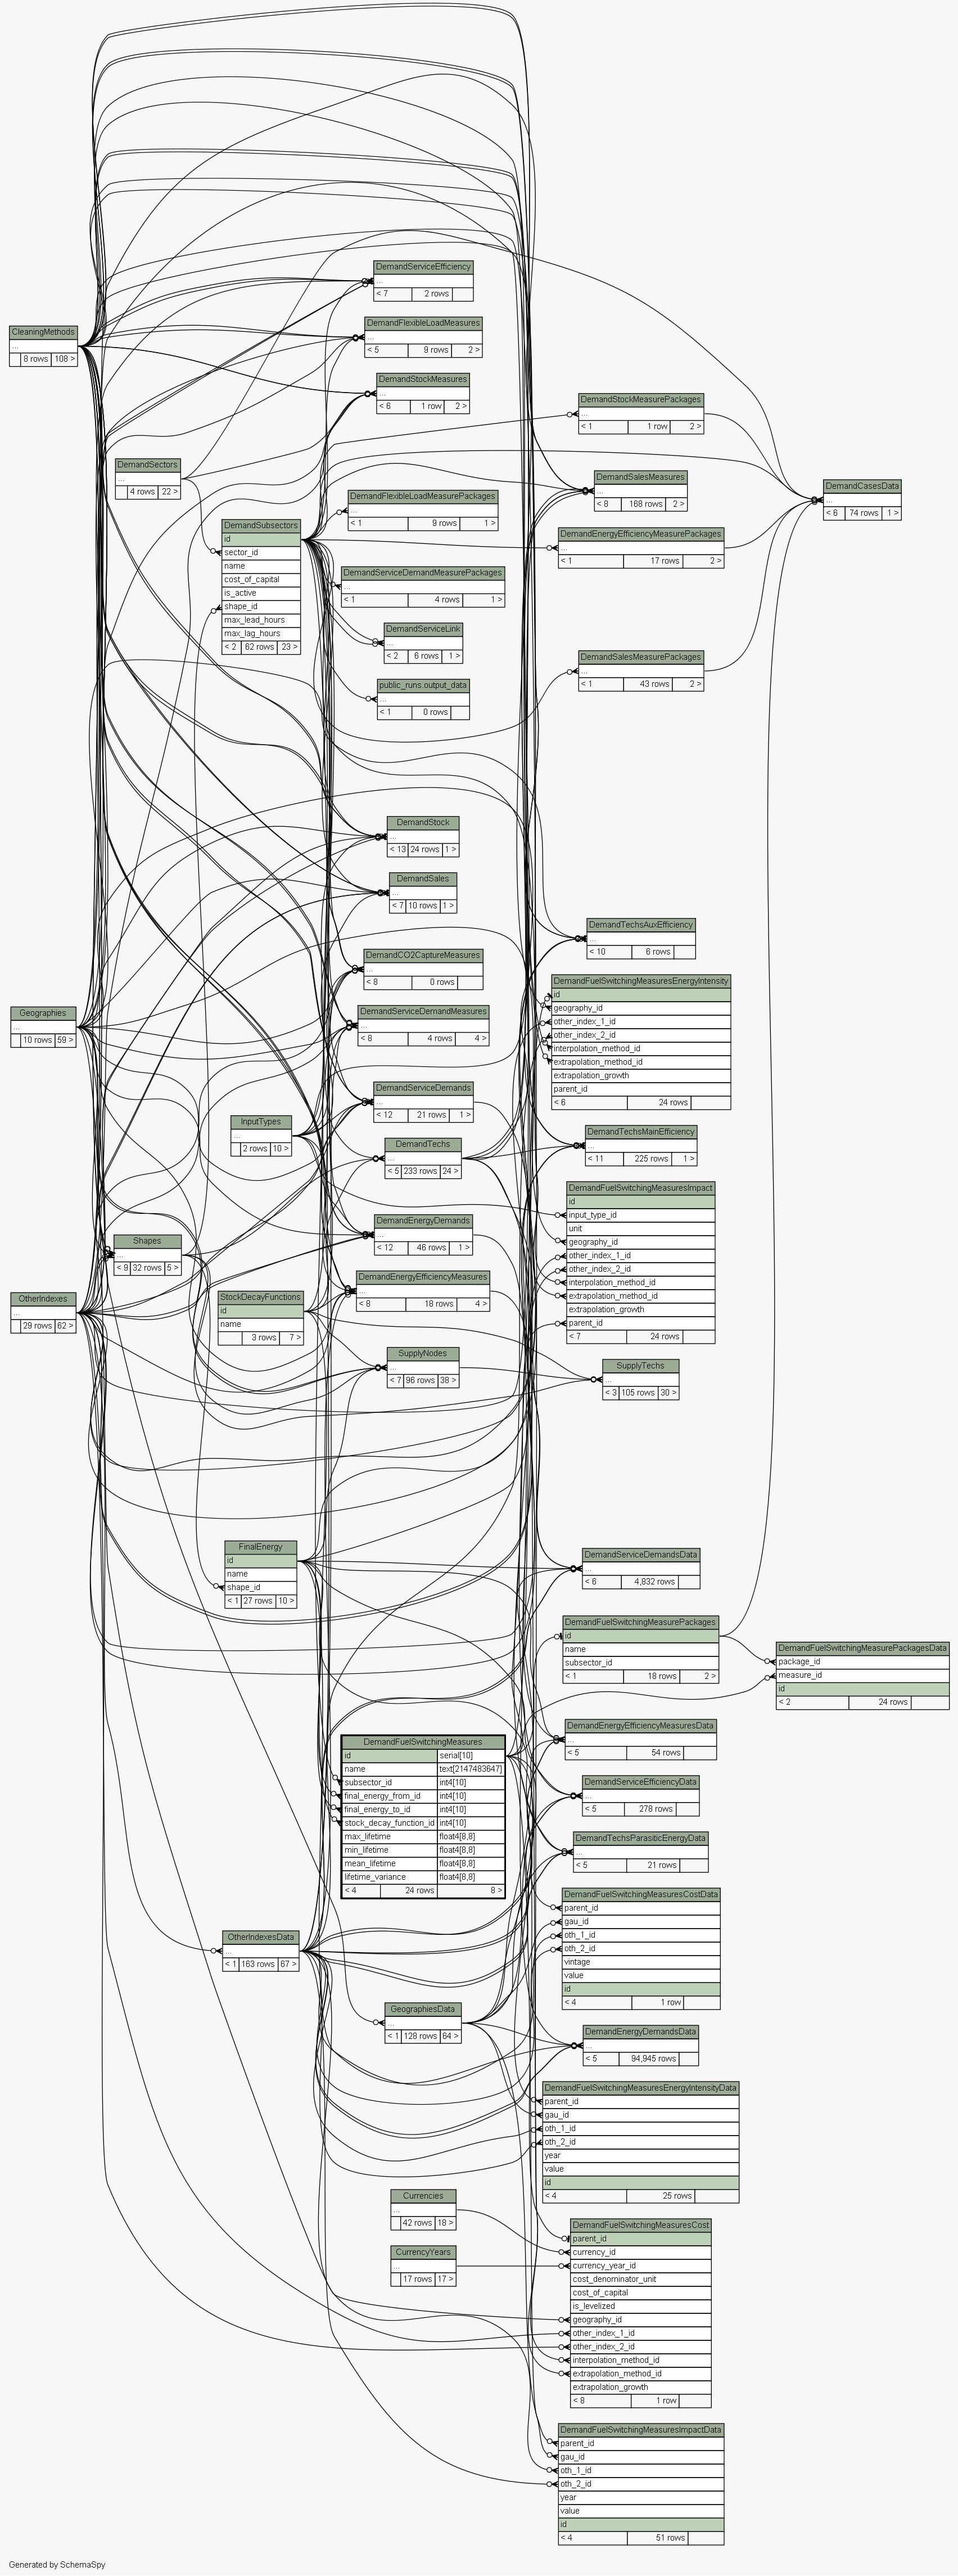 DemandServiceEfficiency
...
< 7 2 rows
DemandFlexibleLoadMeasures
...
< 5 9 rows 2 >
CleaningMethods
...
8 rows 108 >
DemandStockMeasures
...
< 6 1 row 2 >
DemandStockMeasurePackages
...
< 1 1 row 2 >
DemandSectors
...
4 rows 22 >
DemandSalesMeasures
...
< 8 168 rows 2 >
DemandCasesData
...
< 6 74 rows 1 >
DemandFlexibleLoadMeasurePackages
...
< 1 9 rows 1 >
DemandSubsectors
id
sector_id
name
cost_of_capital
is_active
shape_id
max_lead_hours
max_lag_hours
< 2 62 rows 23 >
DemandEnergyEfficiencyMeasurePackages
...
< 1 17 rows 2 >
DemandServiceDemandMeasurePackages
...
< 1 4 rows 1 >
DemandServiceLink
...
< 2 6 rows 1 >
DemandSalesMeasurePackages
...
< 1 43 rows 2 >
public_runs.output_data
...
< 1 0 rows
DemandStock
...
< 13 24 rows 1 >
DemandSales
...
< 7 10 rows 1 >
DemandTechsAuxEfficiency
...
< 10 6 rows
DemandCO2CaptureMeasures
...
< 8 0 rows
DemandFuelSwitchingMeasuresEnergyIntensity
id
geography_id
other_index_1_id
other_index_2_id
interpolation_method_id
extrapolation_method_id
extrapolation_growth
parent_id
< 6 24 rows
Geographies
...
10 rows 59 >
DemandServiceDemandMeasures
...
< 8 4 rows 4 >
DemandServiceDemands
...
< 12 21 rows 1 >
InputTypes
...
2 rows 10 >
DemandTechs
...
< 5 233 rows 24 >
DemandTechsMainEfficiency
...
< 11 225 rows 1 >
DemandFuelSwitchingMeasuresImpact
id
input_type_id
unit
geography_id
other_index_1_id
other_index_2_id
interpolation_method_id
extrapolation_method_id
extrapolation_growth
parent_id
< 7 24 rows
DemandEnergyDemands
...
< 12 46 rows 1 >
Shapes
...
< 9 32 rows 5 >
DemandEnergyEfficiencyMeasures
...
< 8 18 rows 4 >
OtherIndexes
...
29 rows 62 >
StockDecayFunctions
id
name
3 rows 7 >
SupplyNodes
...
< 7 96 rows 38 >
SupplyTechs
...
< 3 105 rows 30 >
FinalEnergy
id
name
shape_id
< 1 27 rows 10 >
DemandServiceDemandsData
...
< 6 4,832 rows
DemandFuelSwitchingMeasurePackages
id
name
subsector_id
< 1 18 rows 2 >
DemandFuelSwitchingMeasurePackagesData
package_id
measure_id
id
< 2 24 rows
DemandEnergyEfficiencyMeasuresData
...
< 5 54 rows
DemandFuelSwitchingMeasures
id serial[10]
name text[2147483647]
subsector_id int4[10]
final_energy_from_id int4[10]
final_energy_to_id int4[10]
stock_decay_function_id int4[10]
max_lifetime float4[8,8]
min_lifetime float4[8,8]
mean_lifetime float4[8,8]
lifetime_variance float4[8,8]
< 4 24 rows 8 >
DemandServiceEfficiencyData
...
< 5 278 rows
DemandTechsParasiticEnergyData
...
< 5 21 rows
DemandFuelSwitchingMeasuresCostData
parent_id
gau_id
oth_1_id
oth_2_id
vintage
value
id
< 4 1 row
OtherIndexesData
...
< 1 163 rows 67 >
GeographiesData
...
< 1 128 rows 64 >
DemandEnergyDemandsData
...
< 5 94,945 rows
DemandFuelSwitchingMeasuresEnergyIntensityData
parent_id
gau_id
oth_1_id
oth_2_id
year
value
id
< 4 25 rows
Currencies
...
42 rows 18 >
DemandFuelSwitchingMeasuresCost
parent_id
currency_id
currency_year_id
cost_denominator_unit
cost_of_capital
is_levelized
geography_id
other_index_1_id
other_index_2_id
interpolation_method_id
extrapolation_method_id
extrapolation_growth
< 8 1 row
CurrencyYears
...
17 rows 17 >
DemandFuelSwitchingMeasuresImpactData
parent_id
gau_id
oth_1_id
oth_2_id
year
value
id
< 4 51 rows
Generated by SchemaSpy